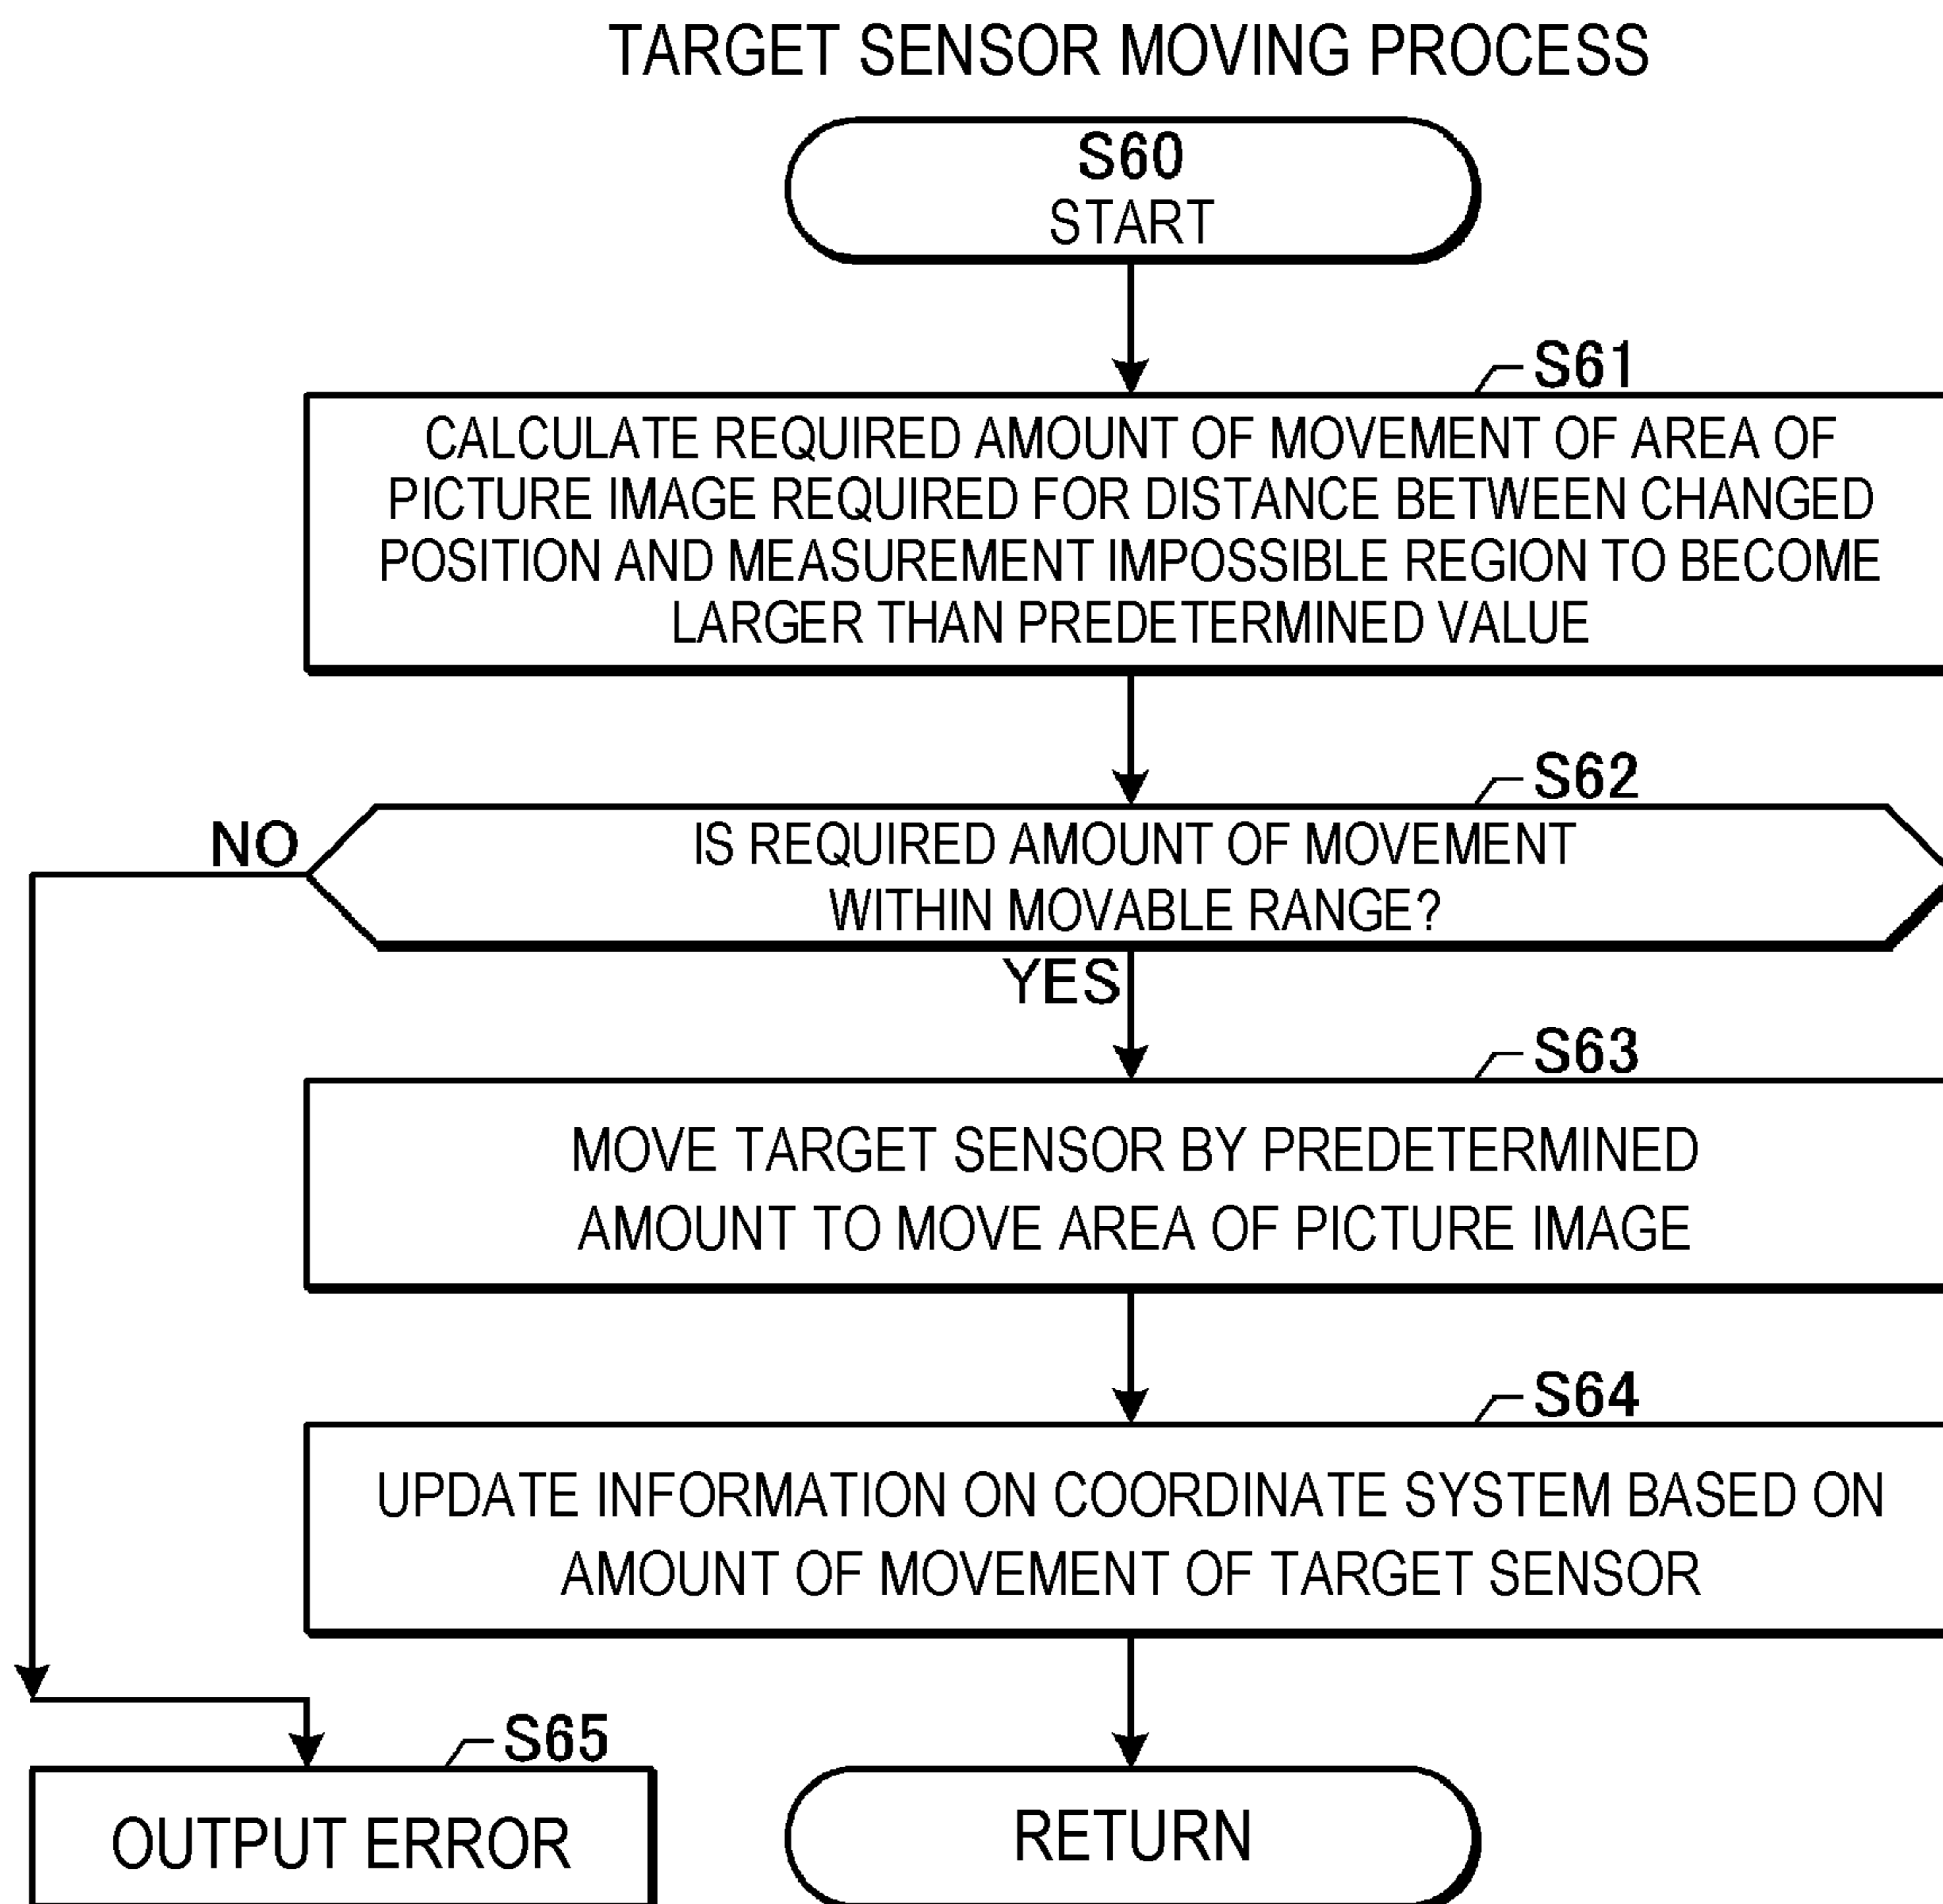 TARGET SENSOR MOVING PROCESS
S60
START
S61
CALCULATE REQUIRED AMOUNT OF MOVEMENT OF AREA OF
PICTURE IMAGE REQUIRED FOR DISTANCE BETWEEN CHANGED
POSITION AND MEASUREMENT IMPOSSIBLE REGION TO BECOME
LARGER THAN PREDETERMINED VALUE
S62
NO
IS REQUIRED AMOUNT OF MOVEMENT
WITHIN MOVABLE RANGE?
YES
S63
MOVE TARGET SENSOR BY PREDETERMINED
AMOUNT TO MOVE AREA OF PICTURE IMAGE
S64
UPDATE INFORMATION ON COORDINATE SYSTEM BASED ON
AMOUNT OF MOVEMENT OF TARGET SENSOR
S65
OUTPUT ERROR
RETURN